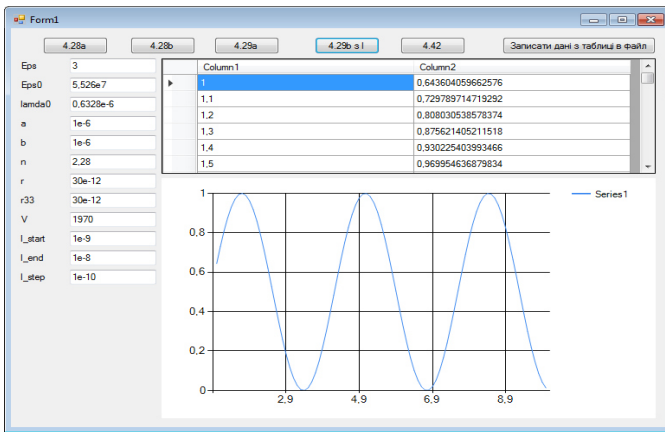 Form1
4.28a 4.28b 4.29a 4.29b з l 4.42 Записати дані з таблиці в файл
Eps 3
Eps0 5,526e7
lamda0 0,6328e-6
a 1e-6
b 1e-6
n 2,28
r 30e-12
r33 30e-12
V 1970
l_start 1e-9
l_end 1e-8
l_step 1e-10
Column1 Column2
1 0,643604059662576
1,1 0,729789714719292
1,2 0,808030538578374
1,3 0,875621405211518
1,4 0,930225403993466
1,5 0,969954636879834
Series1
1
0,8
0,6
0,4
0,2
0
2,9 4,9 6,9 8,9